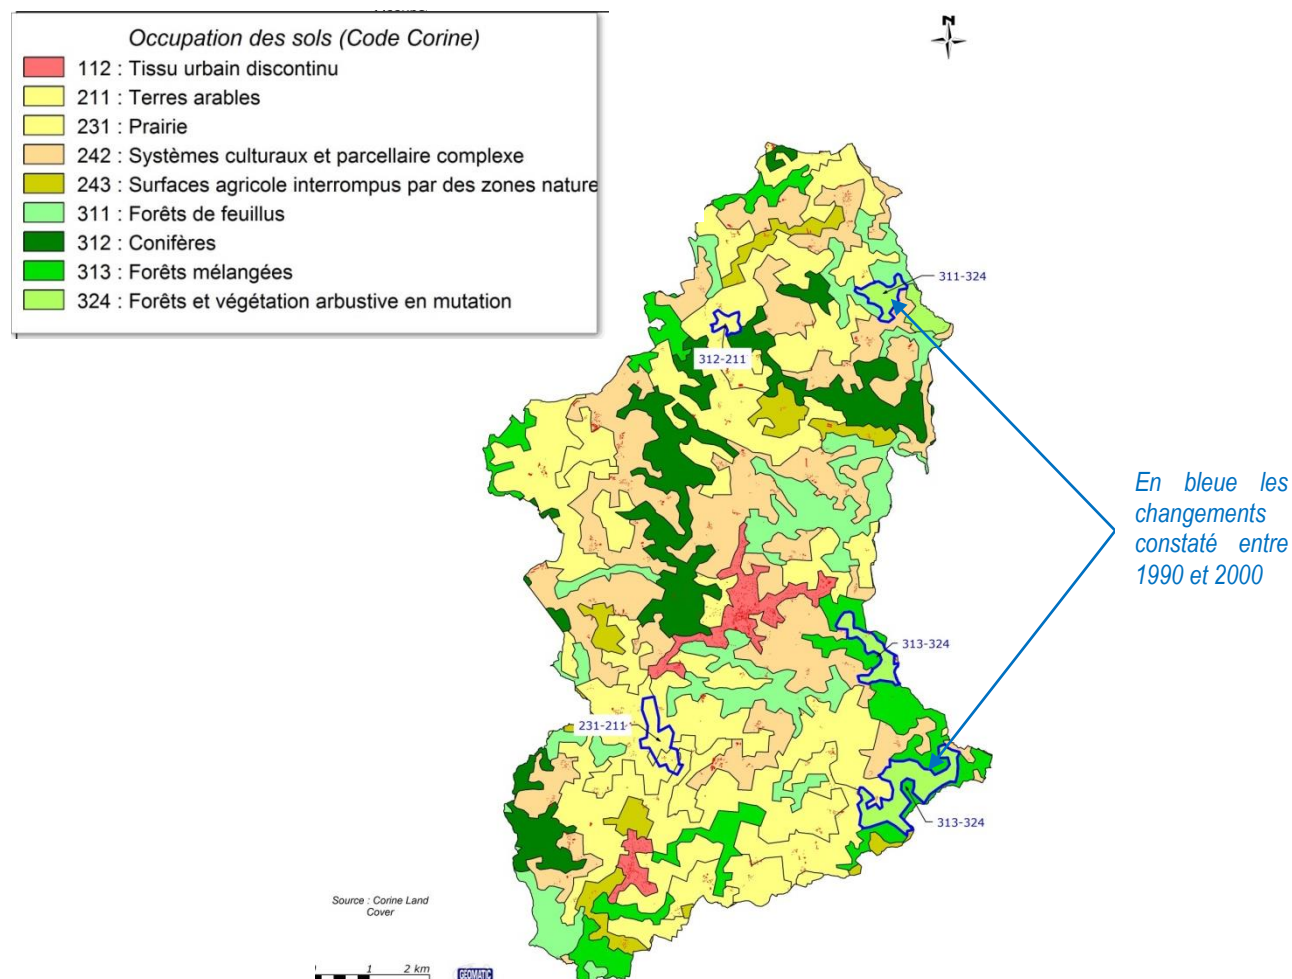 Occupation des sols (Code Corine)
112 : Tissu urbain discontinu
211 : Terres arables
231 : Prairie
242 : Systèmes culturaux et parcellaire complexe
243 : Surfaces agricole interrompus par des zones nature
311 : Forêts de feuillus
312 : Conifères
313 : Forêts mélangées
324 : Forêts et végétation arbustive en mutation
N
311-324
312-211
En bleue les
changements
constaté entre
1990 et 2000
313-324
231-211
313-324
Source : Corine Land
Cover
1 2 km
GEOMATIC